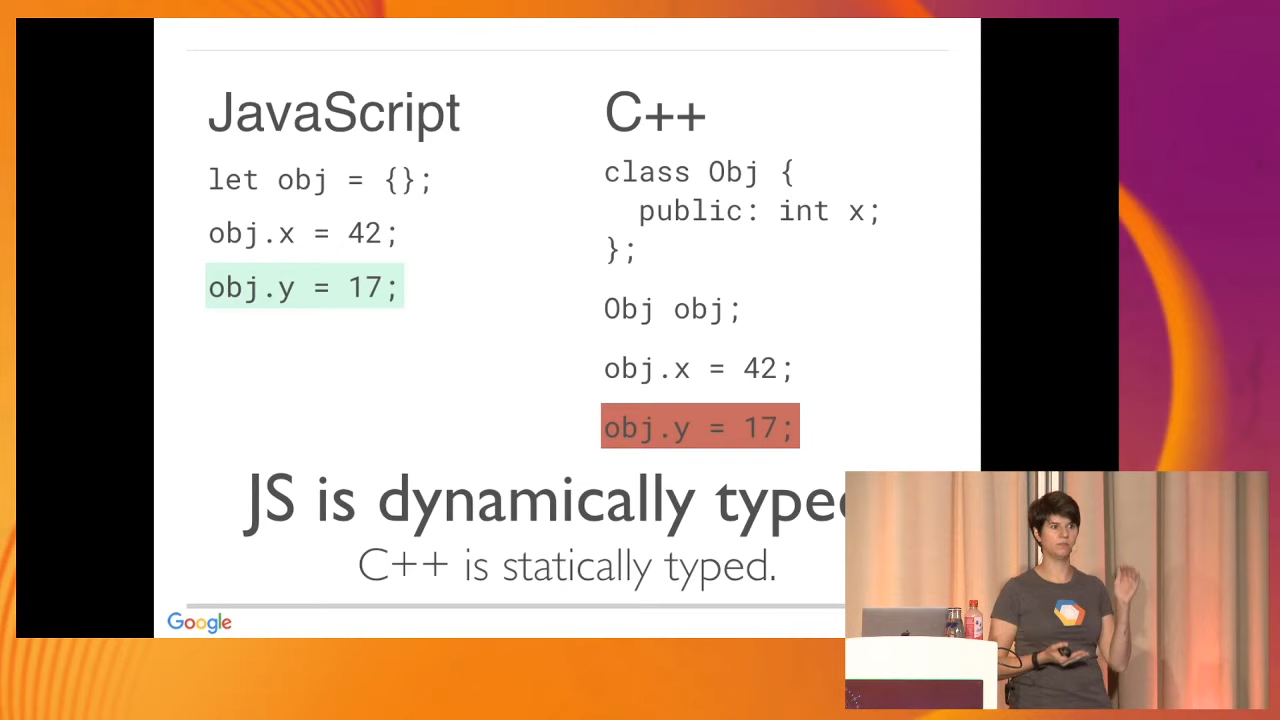 JavaScript
let obj = {};
obj.x = 42;
obj.y = 17;
C++
class Obj {
public: int x;
};
Obj obj;
obj.x = 42;
obj.y = 17;
JS is dynamically typed
C++ is statically typed.
Google